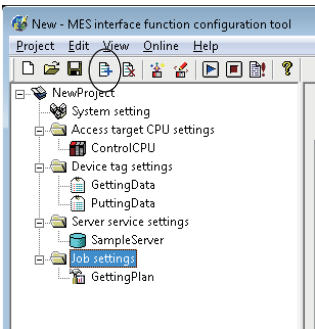 New - MES interface function configuration tool
Project Edit View Online Help
NewProject
System setting
Access target CPU settings
ControlCPU
Device tag settings
GettingData
PuttingData
Server service settings
SampleServer
Job settings
GettingPlan